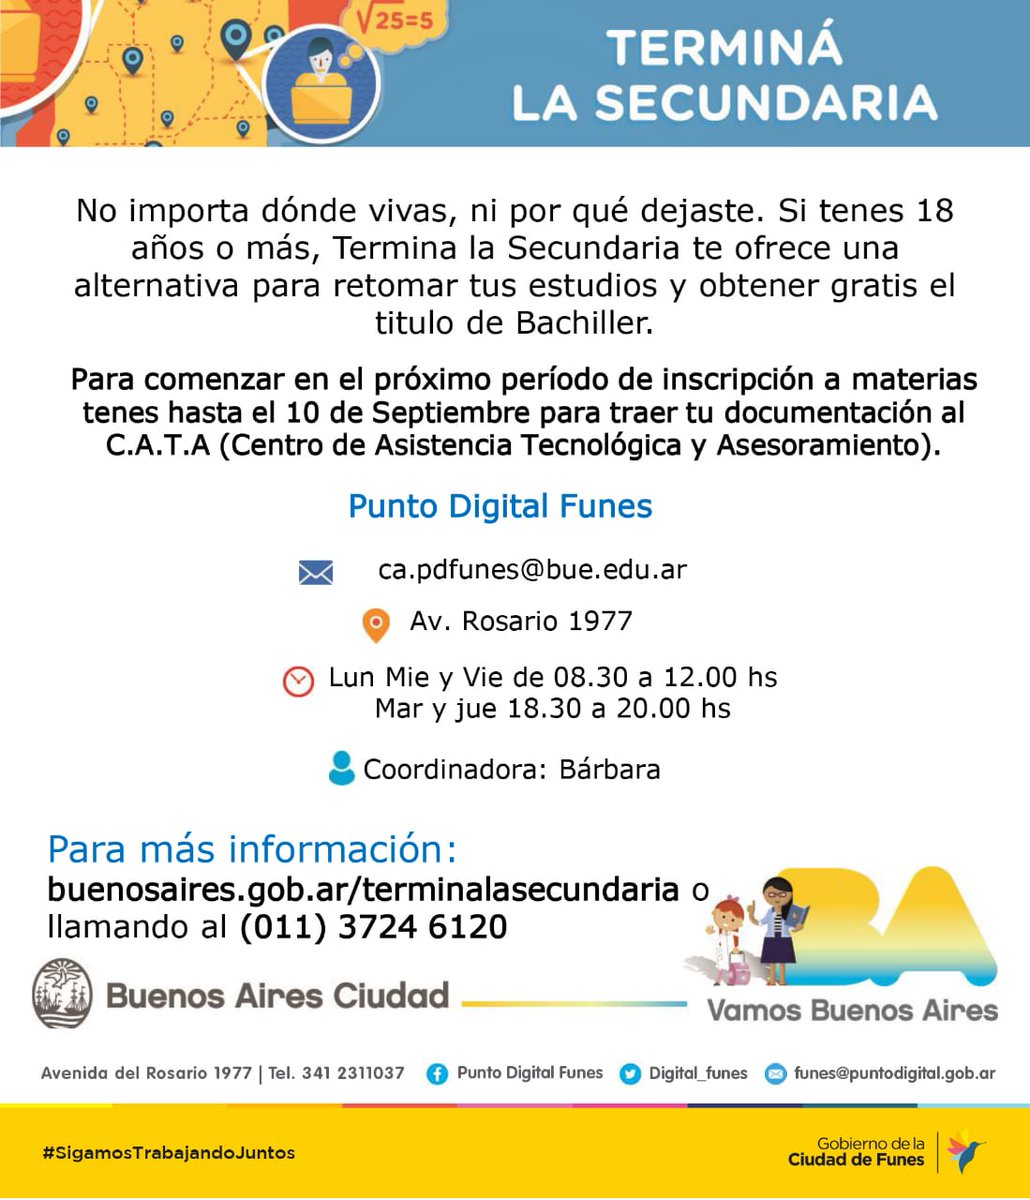 √25=5
TERMINÁ
LA SECUNDARIA
No importa dónde vivas, ni por qué dejaste. Si tenes 18
años o más, Termina la Secundaria te ofrece una
alternativa para retomar tus estudios y obtener gratis el
titulo de Bachiller.
Para comenzar en el próximo período de inscripción a materias
tenes hasta el 10 de Septiembre para traer tu documentación al
C.A.T.A (Centro de Asistencia Tecnológica y Asesoramiento).
Punto Digital Funes
ca.pdfunes@bue.edu.ar
Av. Rosario 1977
Lun Mie y Vie de 08.30 a 12.00 hs
Mar y jue 18.30 a 20.00 hs
Coordinadora: Bárbara
Para más información:
buenosaires.gob.ar/terminalasecundaria o
llamando al (011) 3724 6120
BA
Buenos Aires Ciudad
Vamos Buenos Aires
Avenida del Rosario 1977 | Tel. 341 2311037 Punto Digital Funes Digital_funes funes@puntodigital.gob.ar
#SigamosTrabajandoJuntos
Gobierno de la
Ciudad de Funes